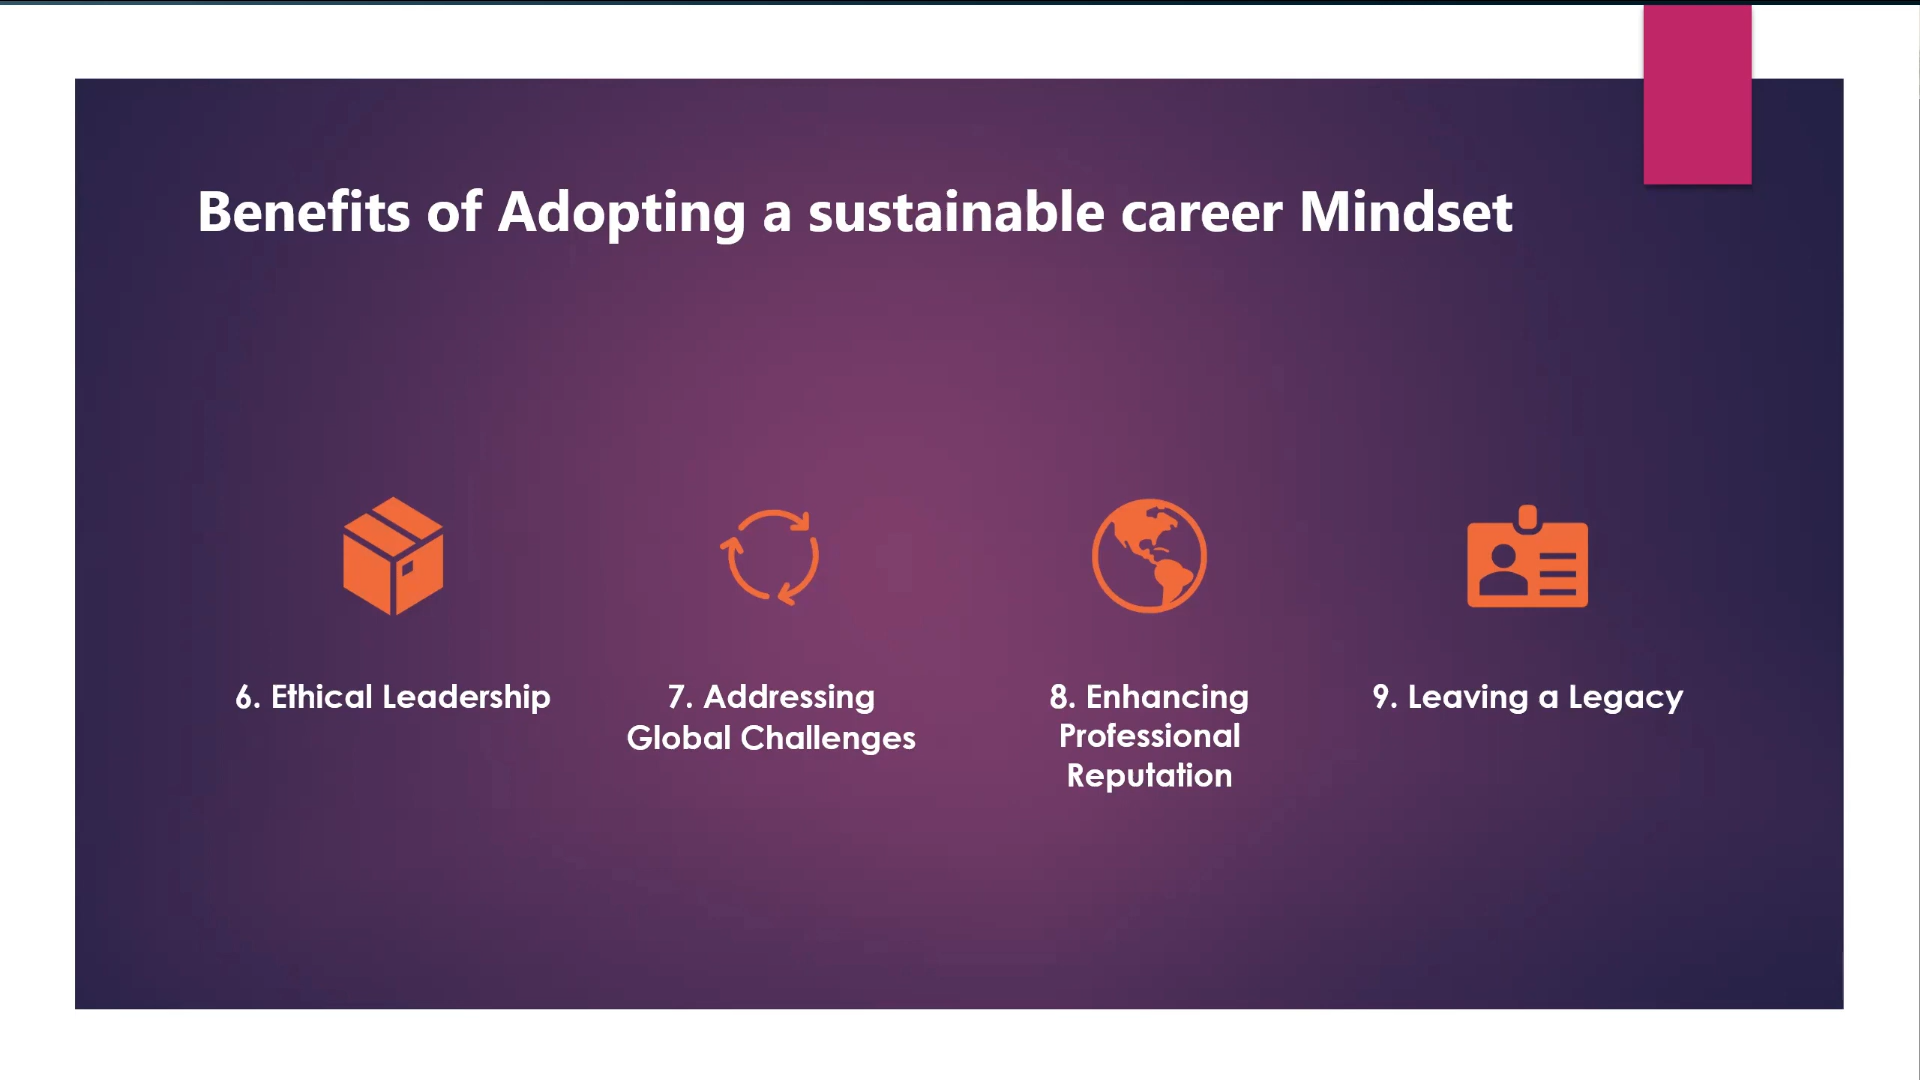 Benefits of Adopting a sustainable career Mindset
6. Ethical Leadership
7. Addressing
Global Challenges
8. Enhancing
Professional
Reputation
9. Leaving a Legacy